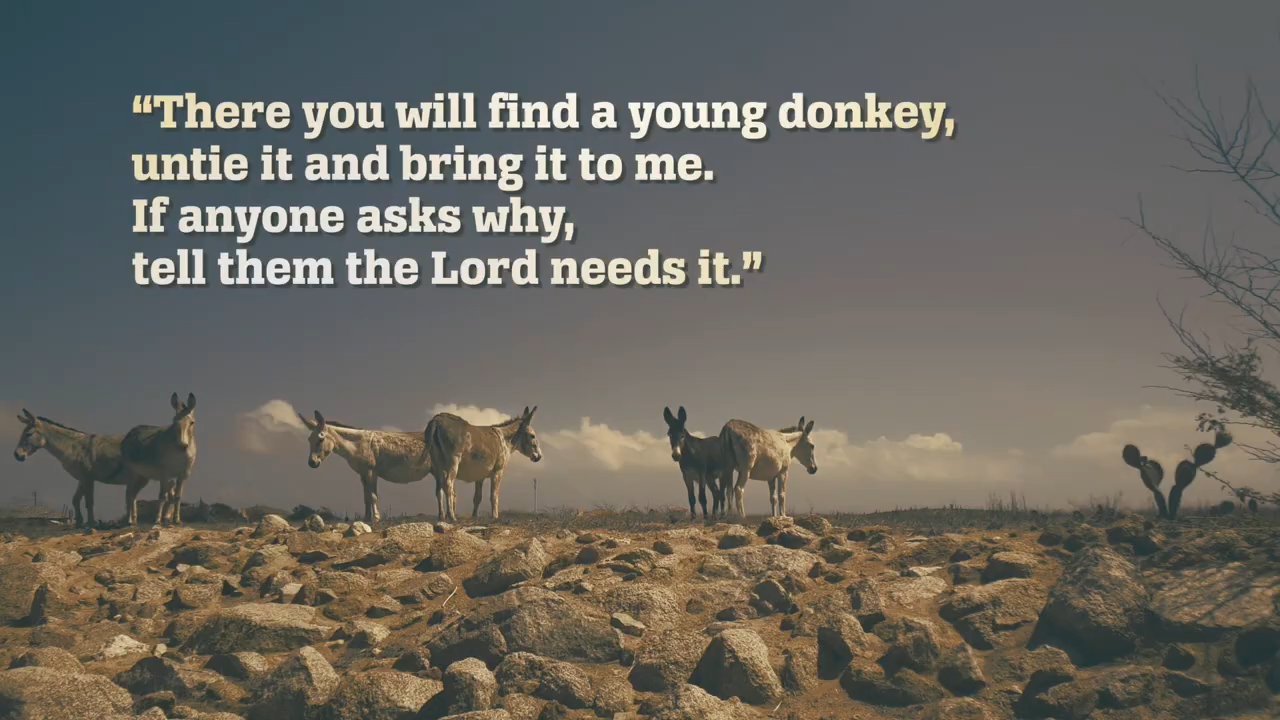 “There you will find a young donkey,
untie it and bring it to me.
If anyone asks why,
tell them the Lord needs it.”